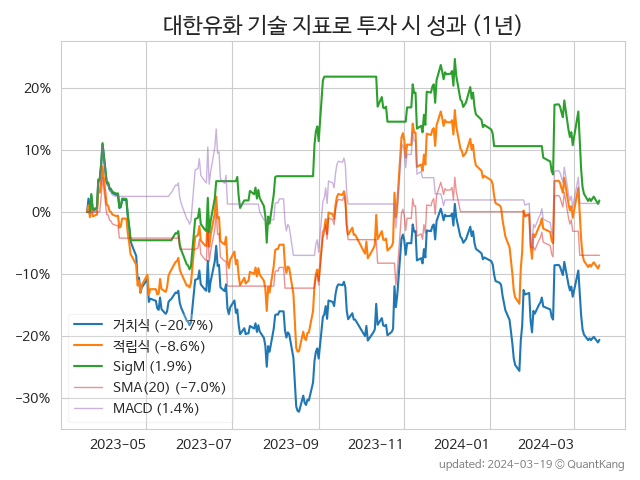 대한유화 기술 지표로 투자 시 성과 (1년)
20%
10%
0%
−10%
−20%
−30%
거치식 (−20.7%)
적립식 (−8.6%)
SigM (1.9%)
SMA(20) (−7.0%)
MACD (1.4%)
2023-05 2023-07 2023-09 2023-11 2024-01 2024-03
updated: 2024-03-19 © QuantKang